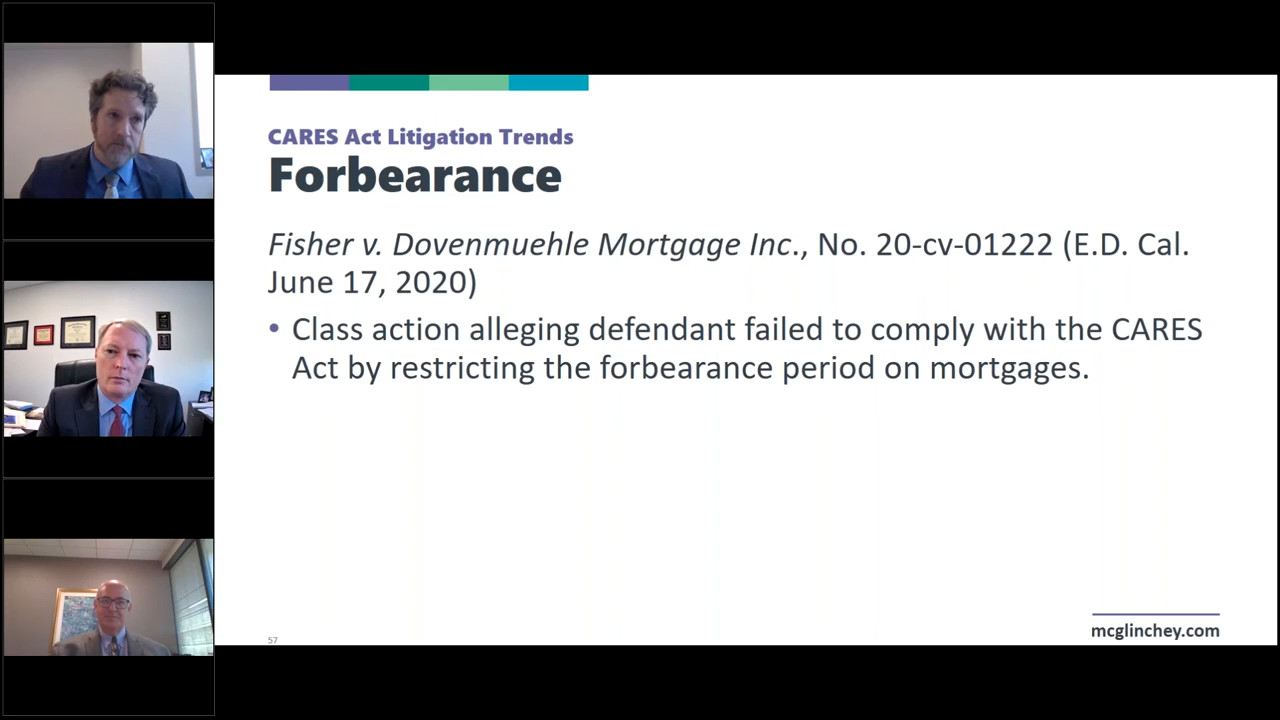 CARES Act Litigation Trends
Forbearance
Fisher v. Dovenmuehle Mortgage Inc., No. 20-cv-01222 (E.D. Cal.
June 17, 2020)
• Class action alleging defendant failed to comply with the CARES
Act by restricting the forbearance period on mortgages.
57
mcglinchey.com